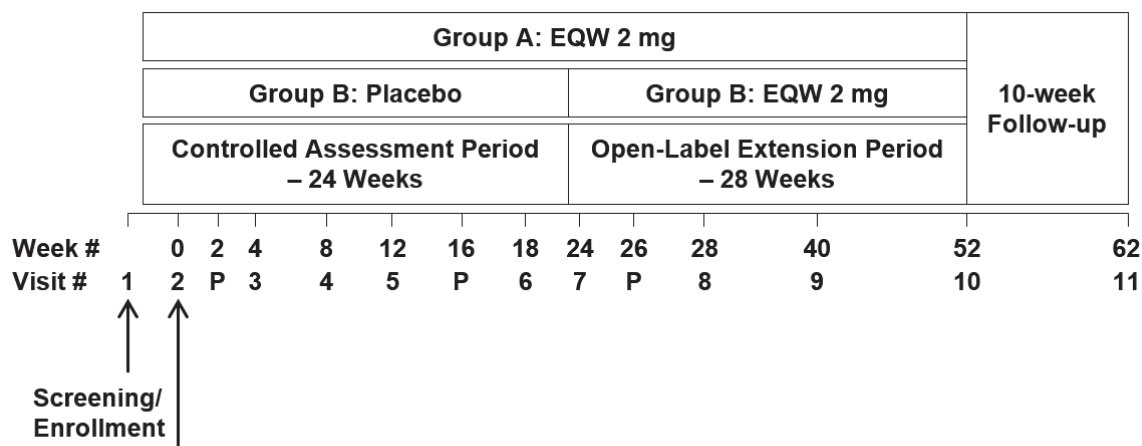 Group A: EQW 2 mg
Group B: Placebo
Group B: EQW 2 mg
10-week
Follow-up
Controlled Assessment Period
– 24 Weeks
Open-Label Extension Period
– 28 Weeks
Week # 0 2 4 8 12 16 18 24 26 28 40 52 62
Visit # 1 2 P 3 4 5 P 6 7 P 8 9 10 11
Screening/
Enrollment